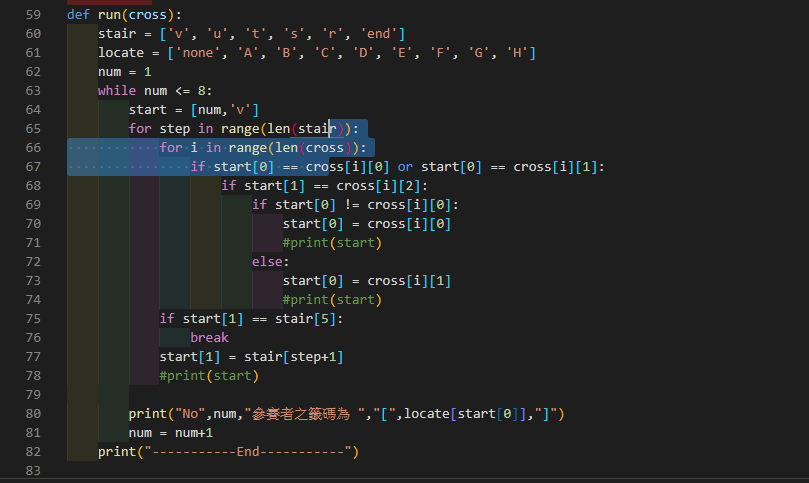 59 def run(cross):
60     stair = ['v', 'u', 't', 's', 'r', 'end']
61     locate = ['none', 'A', 'B', 'C', 'D', 'E', 'F', 'G', 'H']
62     num = 1
63     while num <= 8:
64         start = [num,'v']
65         for step in range(len(stair)):
66             for i in range(len(cross)):
67                 if start[0] == cross[i][0] or start[0] == cross[i][1]:
68                     if start[1] == cross[i][2]:
69                         if start[0] != cross[i][0]:
70                             start[0] = cross[i][0]
71                             #print(start)
72                         else:
73                             start[0] = cross[i][1]
74                             #print(start)
75             if start[1] == stair[5]:
76                 break
77             start[1] = stair[step+1]
78             #print(start)
79
80         print("No",num,"參賽者之籤碼為 ","[",locate[start[0]],"]")
81         num = num+1
82     print("-----------End-----------")
83